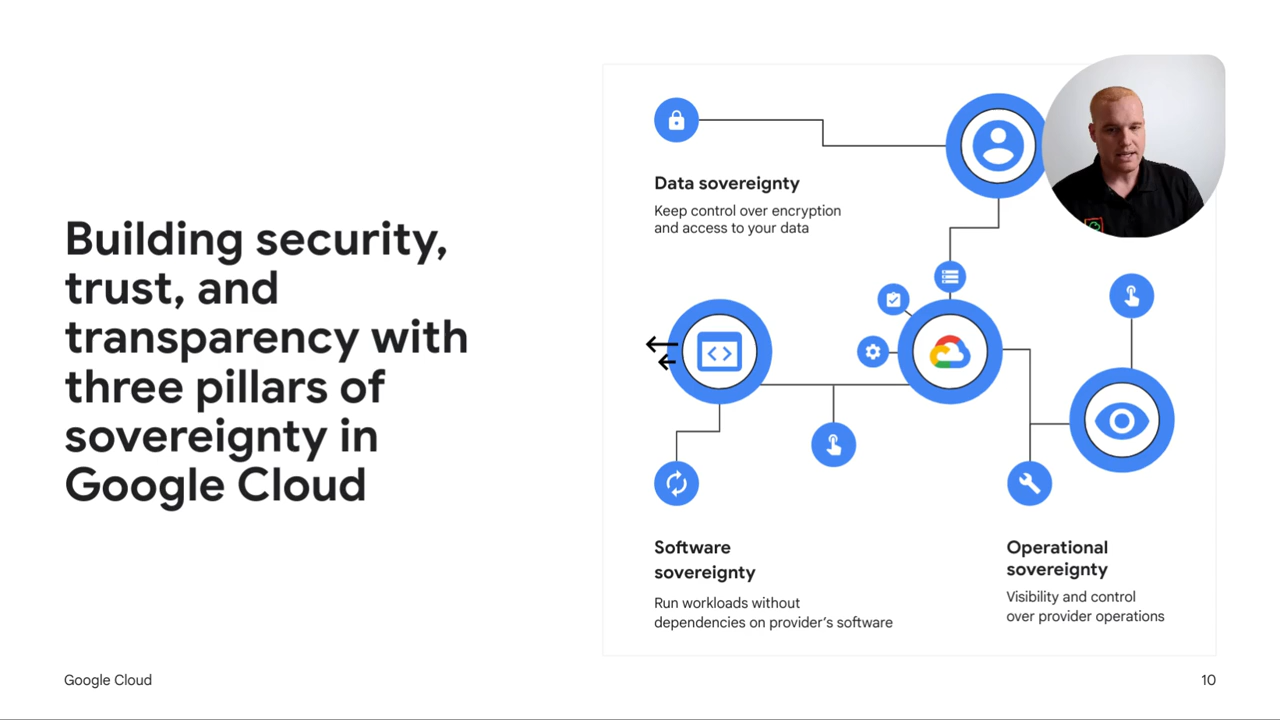 Building security,
trust, and
transparency with
three pillars of
sovereignty in
Google Cloud
Data sovereignty
Keep control over encryption
and access to your data
Software
sovereignty
Run workloads without
dependencies on provider's software
Operational
sovereignty
Visibility and control
over provider operations
Google Cloud
10